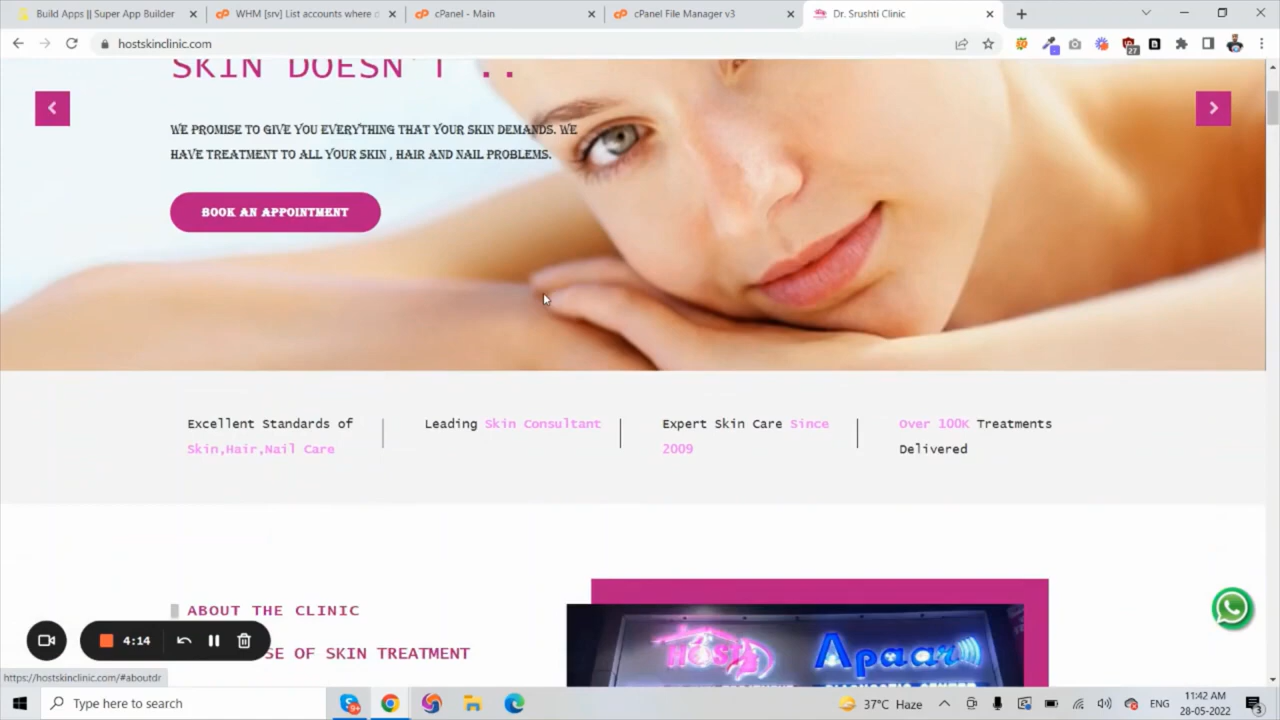 Build Apps || Super App Builder
WHM [srv] List accounts where d
cPanel - Main
cPanel File Manager v3
Dr. Srushti Clinic
hostskinclinic.com
27
SKIN DOESN'T ..
WE PROMISE TO GIVE YOU EVERYTHING THAT YOUR SKIN DEMANDS. WE
HAVE TREATMENT TO ALL YOUR SKIN , HAIR AND NAIL PROBLEMS.
BOOK AN APPOINTMENT
Excellent Standards of
Skin,Hair,Nail Care
Leading Skin Consultant
Expert Skin Care Since
2009
Over 100K Treatments
Delivered
ABOUT THE CLINIC
SE OF SKIN TREATMENT
Apaar
4:14
https://hostskinclinic.com/#aboutdr
Type here to search
9+
37°C Haze
ENG
11:42 AM
28-05-2022
3